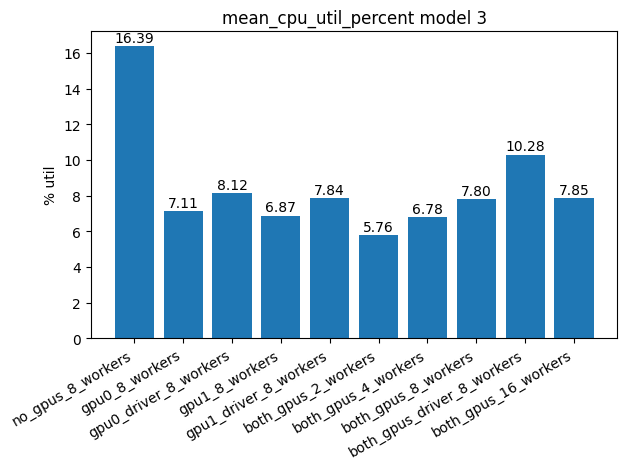 mean_cpu_util_percent model 3
% util
16
14
12
10
8
6
4
2
0
16.39
7.11
8.12
6.87
7.84
5.76
6.78
7.80
10.28
7.85
no_gpus_8_workers
gpu0_8_workers
gpu0_driver_8_workers
gpu1_8_workers
gpu1_driver_8_workers
both_gpus_2_workers
both_gpus_4_workers
both_gpus_8_workers
both_gpus_driver_8_workers
both_gpus_16_workers